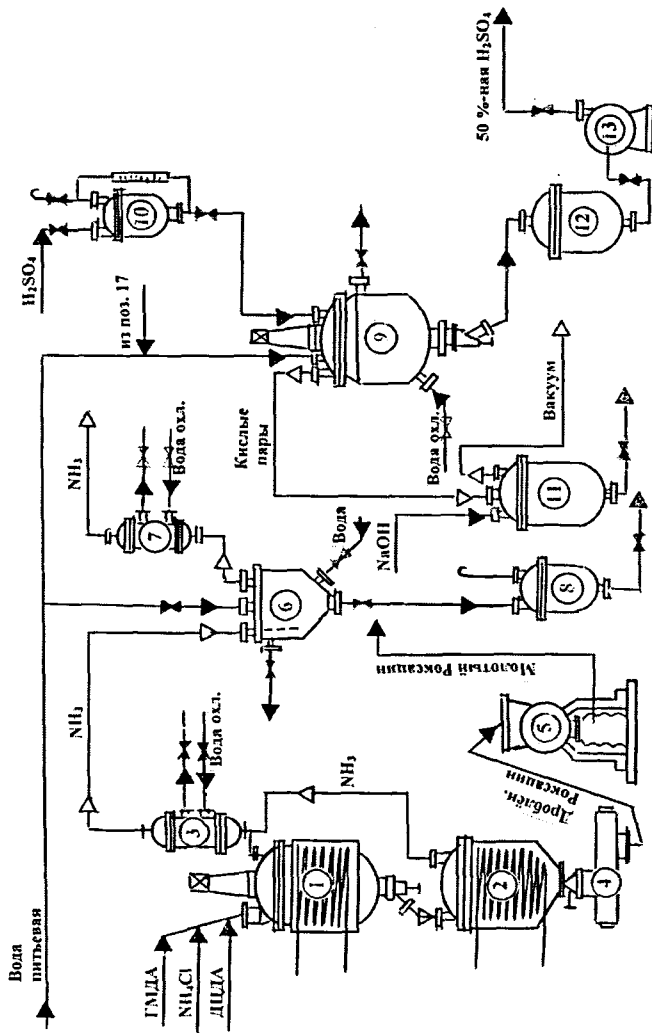 Вода
питьевая
ГМДА
NH₄Cl
ДЦДА
1
2
3
Вода охл.
NH₃
NH₃
4
Дроблён.
Роксацин
5
Молотый Роксацин
6
Вода
7
Вода охл.
NH₃
8
из поз. 17
H₂SO₄
10
9
Вода охл.
Кислые
пары
NaOH
11
Вакуум
12
13
50 %-ная H₂SO₄